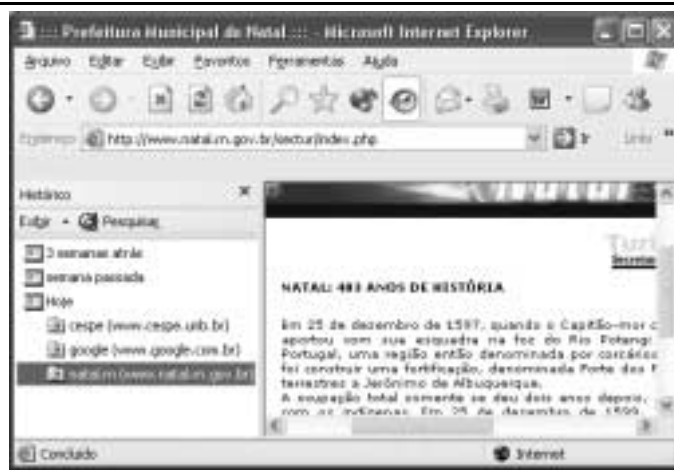 ::: Prefeitura Municipal de Natal ::: - Microsoft Internet Explorer
Arquivo Editar Exibir Favoritos Ferramentas Ajuda
Endereço http://www.natal.rn.gov.br/sectur/index.php Ir Links »
Histórico
Exibir Pesquisar
3 semanas atrás
semana passada
Hoje
cespe (www.cespe.unb.br)
google (www.google.com.br)
natal.rn (www.natal.rn.gov.br)
NATAL: 403 ANOS DE HISTÓRIA
Em 25 de dezembro de 1597, quando o Capitão-mor
aportou com sua esquadra na foz do Rio Potengi
Portugal, uma região então denominada por corsários
foi construir uma fortificação, denominada Forte dos
terrestres a Jerônimo de Albuquerque.
A ocupação total somente se deu dois anos depois,
com os indígenas. Em 25 de dezembro de 1599
Concluído Internet